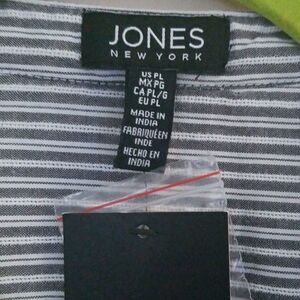 JONES
NEW YORK
US PL
MX PG
CA PL/G
EU PL
MADE IN
INDIA
FABRIQUÉ EN
INDE
HECHO EN
INDIA